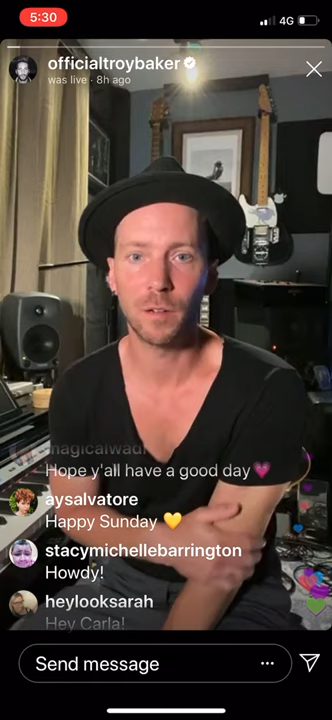 5:30
4G
officialtroybaker
was live · 8h ago
magicalwadi
Hope y'all have a good day💗
aysalvatore
Happy Sunday 💛
stacymichellebarrington
Howdy!
heylooksarah
Hey Carla!
Send message